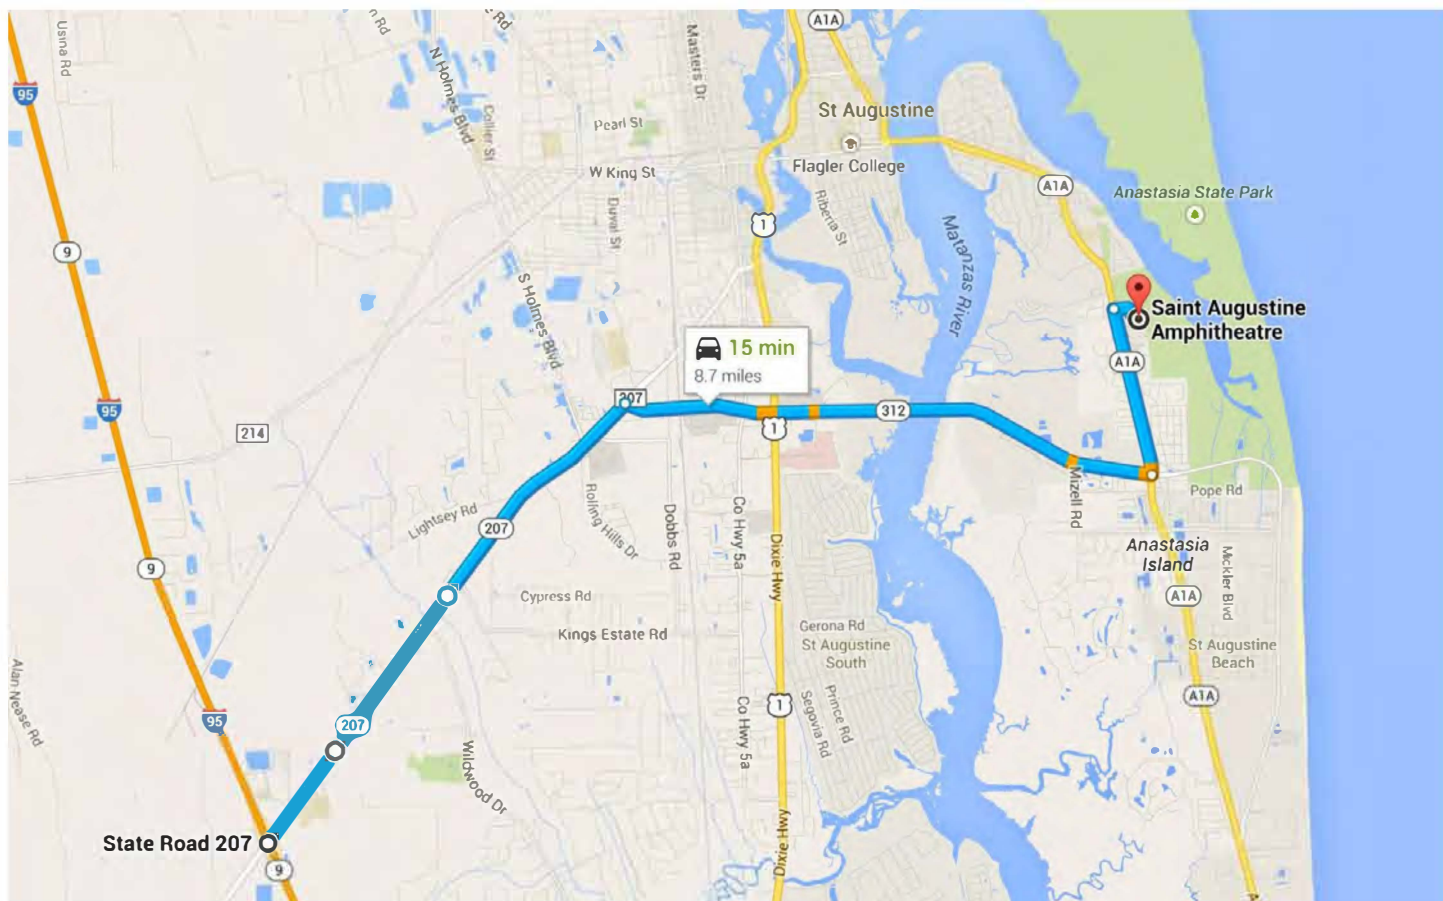 Usina Rd
N Holmes Blvd
Collier St
Masters Dr
A1A
95
Pearl St
St Augustine
W King St
Flagler College
A1A
Anastasia State Park
Duval St
Riberia St
1
Matanzas River
9
S Holmes Blvd
Saint Augustine
Amphitheatre
15 min
8.7 miles
A1A
207
95
312
1
214
Mizell Rd
Pope Rd
Lightsey Rd
207
Rolling Hills Dr
Dobbs Rd
Co Hwy 5a
Dixie Hwy
Anastasia
Island
Mickler Blvd
9
Cypress Rd
A1A
Kings Estate Rd
Gerona Rd
St Augustine
South
St Augustine
Beach
Alan Nease Rd
95
207
Wildwood Dr
Co Hwy 5a
1
Segovia Rd
Prince Rd
A1A
State Road 207
9
Dixie Hwy